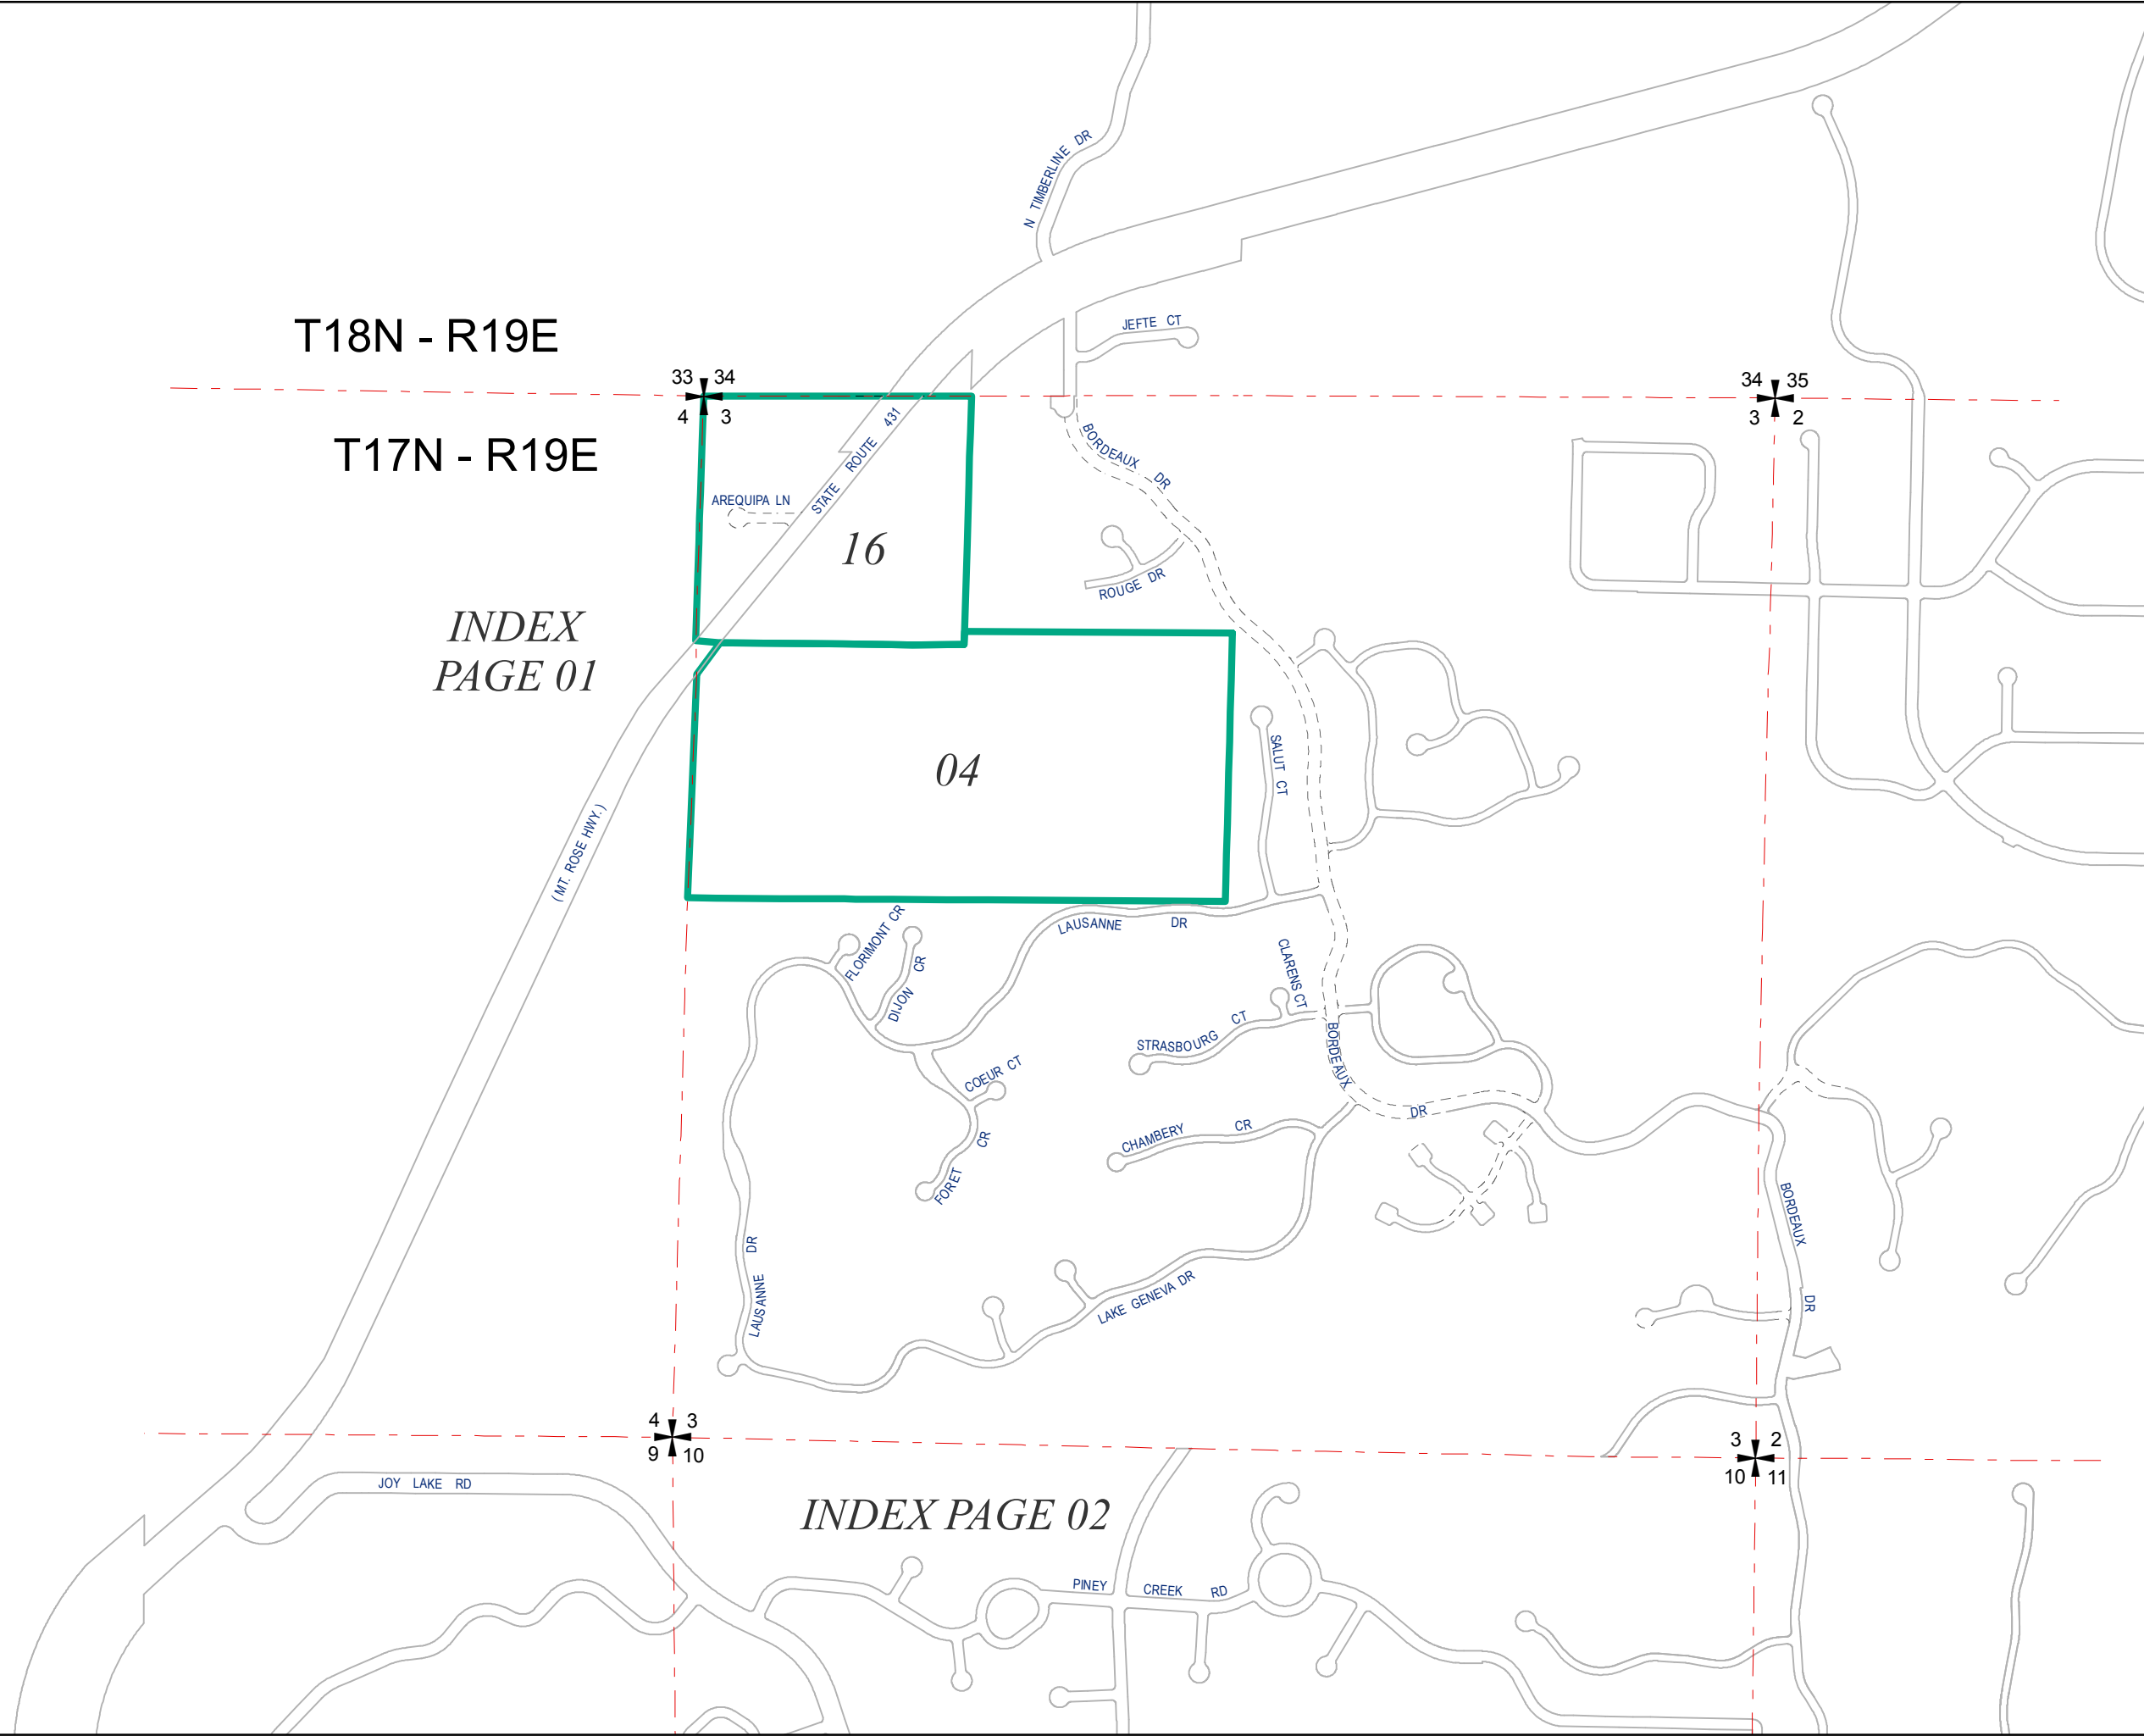 N TIMBERLINE DR
T18N - R19E
JEFTE CT
33 34
4 3
34 35
3 2
T17N - R19E
STATE ROUTE 431
BORDEAUX DR
AREQUIPA LN
16
ROUGE DR
INDEX
PAGE 01
04
SALUT CT
(MT. ROSE HWY.)
LAUSANNE DR
FLORIMONT CR
DIJON CR
CLARENS CT
STRASBOURG CT
BORDEAUX DR
COEUR CT
CHAMBERY CR
FORET CR
BORDEAUX DR
LAUSANNE DR
LAKE GENEVA DR
4 3
9 10
3 2
10 11
JOY LAKE RD
INDEX PAGE 02
PINEY CREEK RD